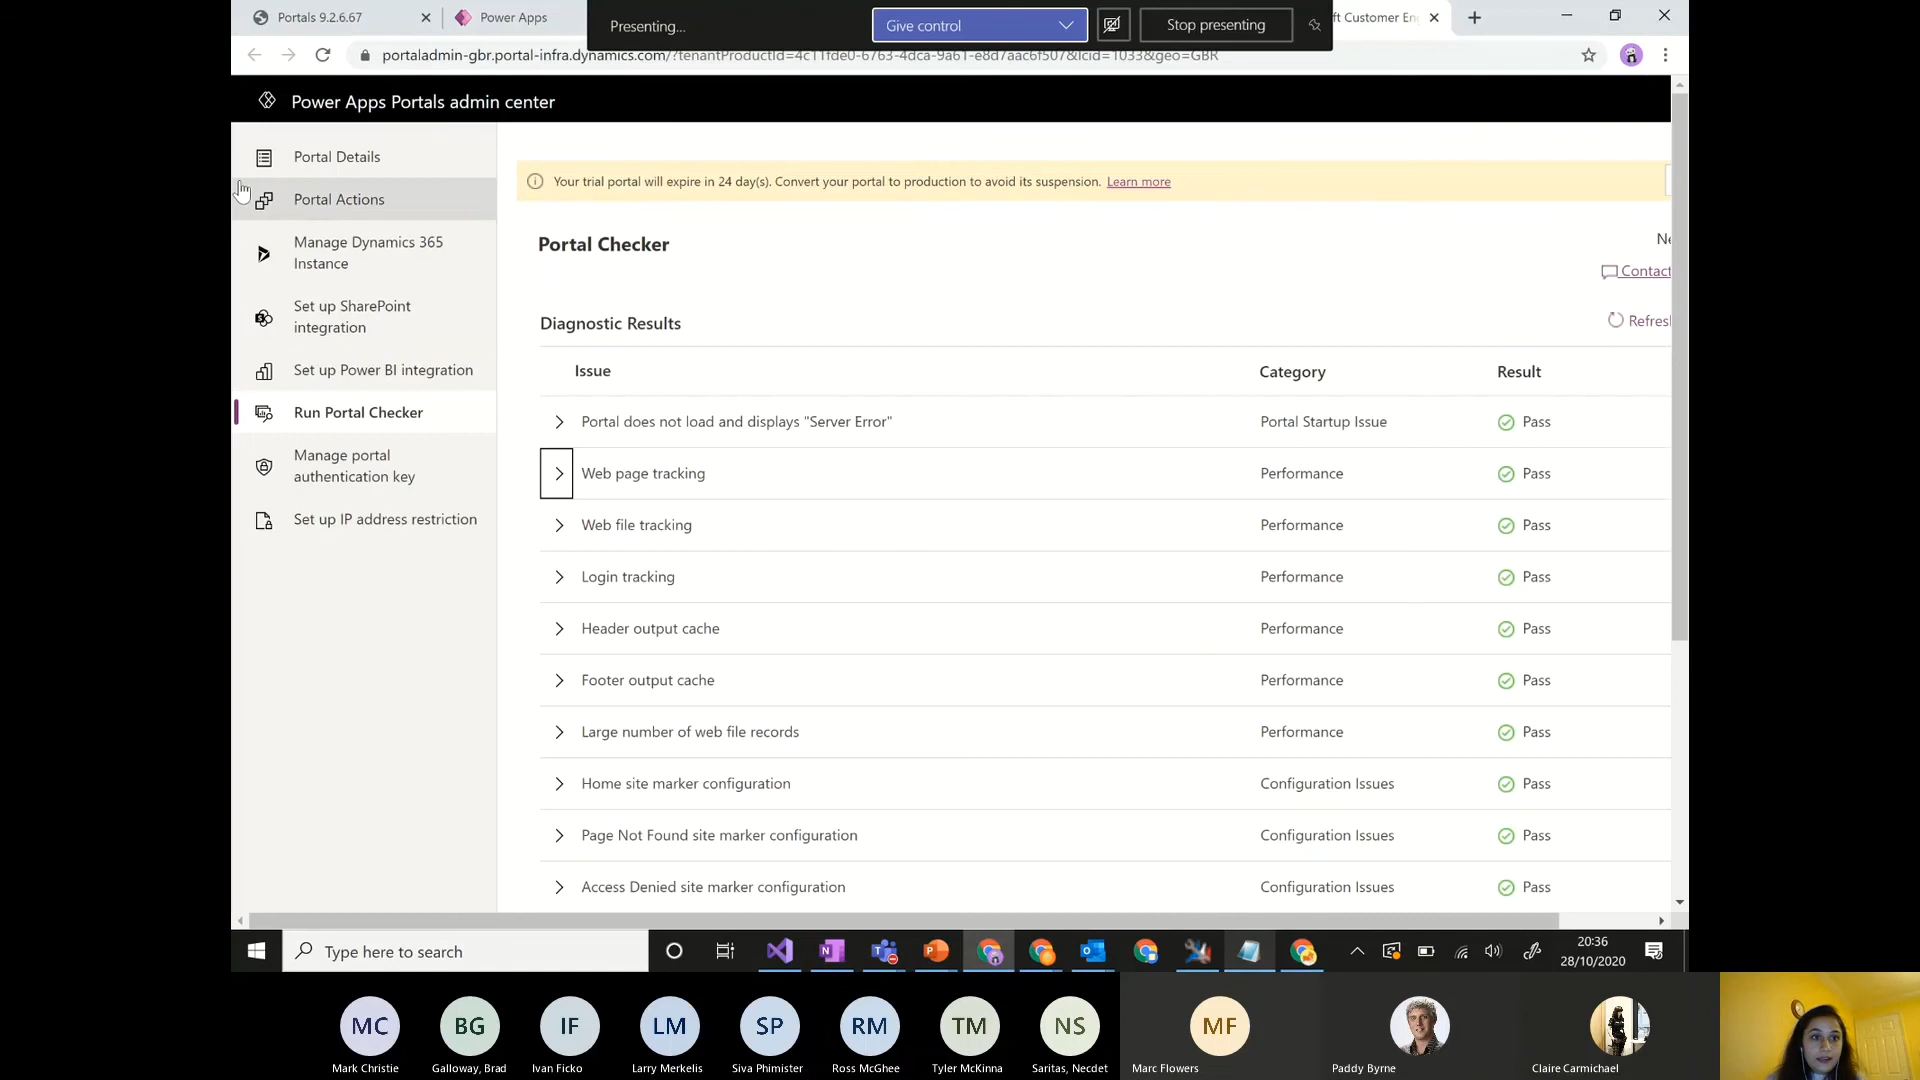 Portals 9.2.6.67
Power Apps
Presenting...
Give control
Stop presenting
ft Customer En
portaladmin-gbr.portal-infra.dynamics.com/?tenantProductId=4c11fde0-6763-4dca-9a61-e8d7aac6f507&lcid=1033&geo=GBR
Power Apps Portals admin center
Portal Details
Portal Actions
Manage Dynamics 365
Instance
Set up SharePoint
integration
Set up Power BI integration
Run Portal Checker
Manage portal
authentication key
Set up IP address restriction
Your trial portal will expire in 24 day(s). Convert your portal to production to avoid its suspension. Learn more
Portal Checker
Ne
Contact
Diagnostic Results
Refresh
Issue Category Result
Portal does not load and displays "Server Error" Portal Startup Issue Pass
Web page tracking Performance Pass
Web file tracking Performance Pass
Login tracking Performance Pass
Header output cache Performance Pass
Footer output cache Performance Pass
Large number of web file records Performance Pass
Home site marker configuration Configuration Issues Pass
Page Not Found site marker configuration Configuration Issues Pass
Access Denied site marker configuration Configuration Issues Pass
Type here to search
20:36
28/10/2020
MC BG IF LM SP RM TM NS MF
Mark Christie Galloway, Brad Ivan Ficko Larry Merkelis Siva Phimister Ross McGhee Tyler McKinna Saritas, Necdet Marc Flowers Paddy Byrne Claire Carmichael